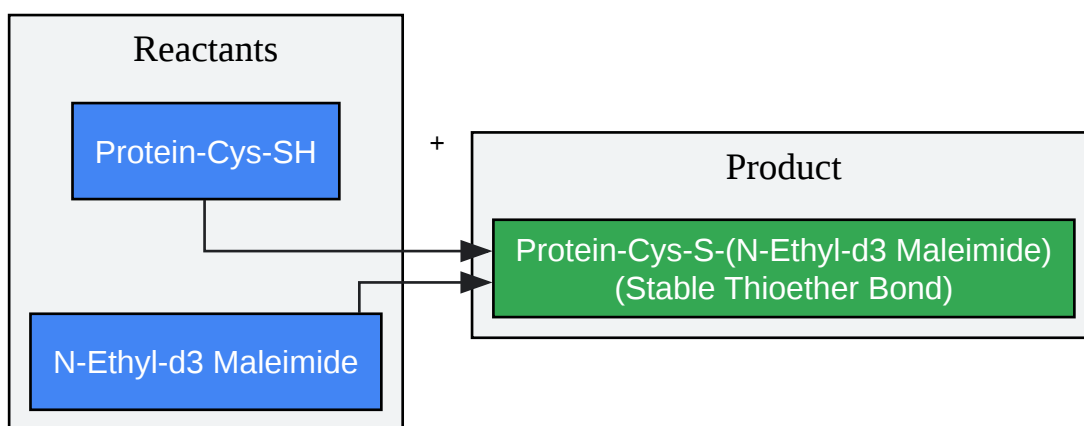 Reactants
Protein-Cys-SH
N-Ethyl-d3 Maleimide
+
Product
Protein-Cys-S-(N-Ethyl-d3 Maleimide)
(Stable Thioether Bond)